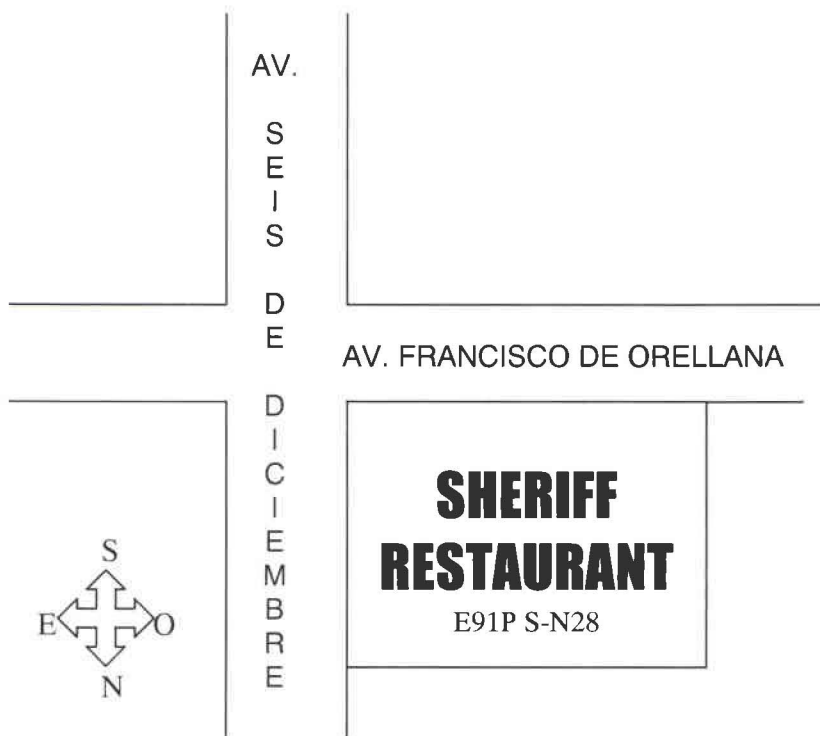 AV. SEIS DE DICIEMBRE
AV. FRANCISCO DE ORELLANA
SHERIFF
RESTAURANT
E91P S-N28
S
E O
N